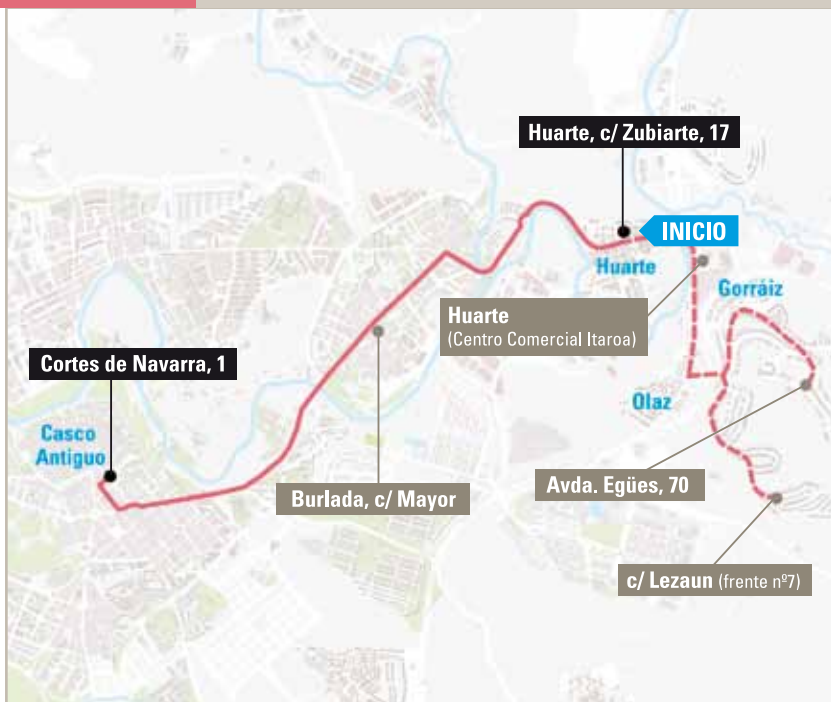 Huarte, c/ Zubiarte, 17
INICIO
Huarte
Gorráiz
Huarte
(Centro Comercial Itaroa)
Cortes de Navarra, 1
Olaz
Casco
Antiguo
Avda. Egües, 70
Burlada, c/ Mayor
c/ Lezaun (frente nº7)